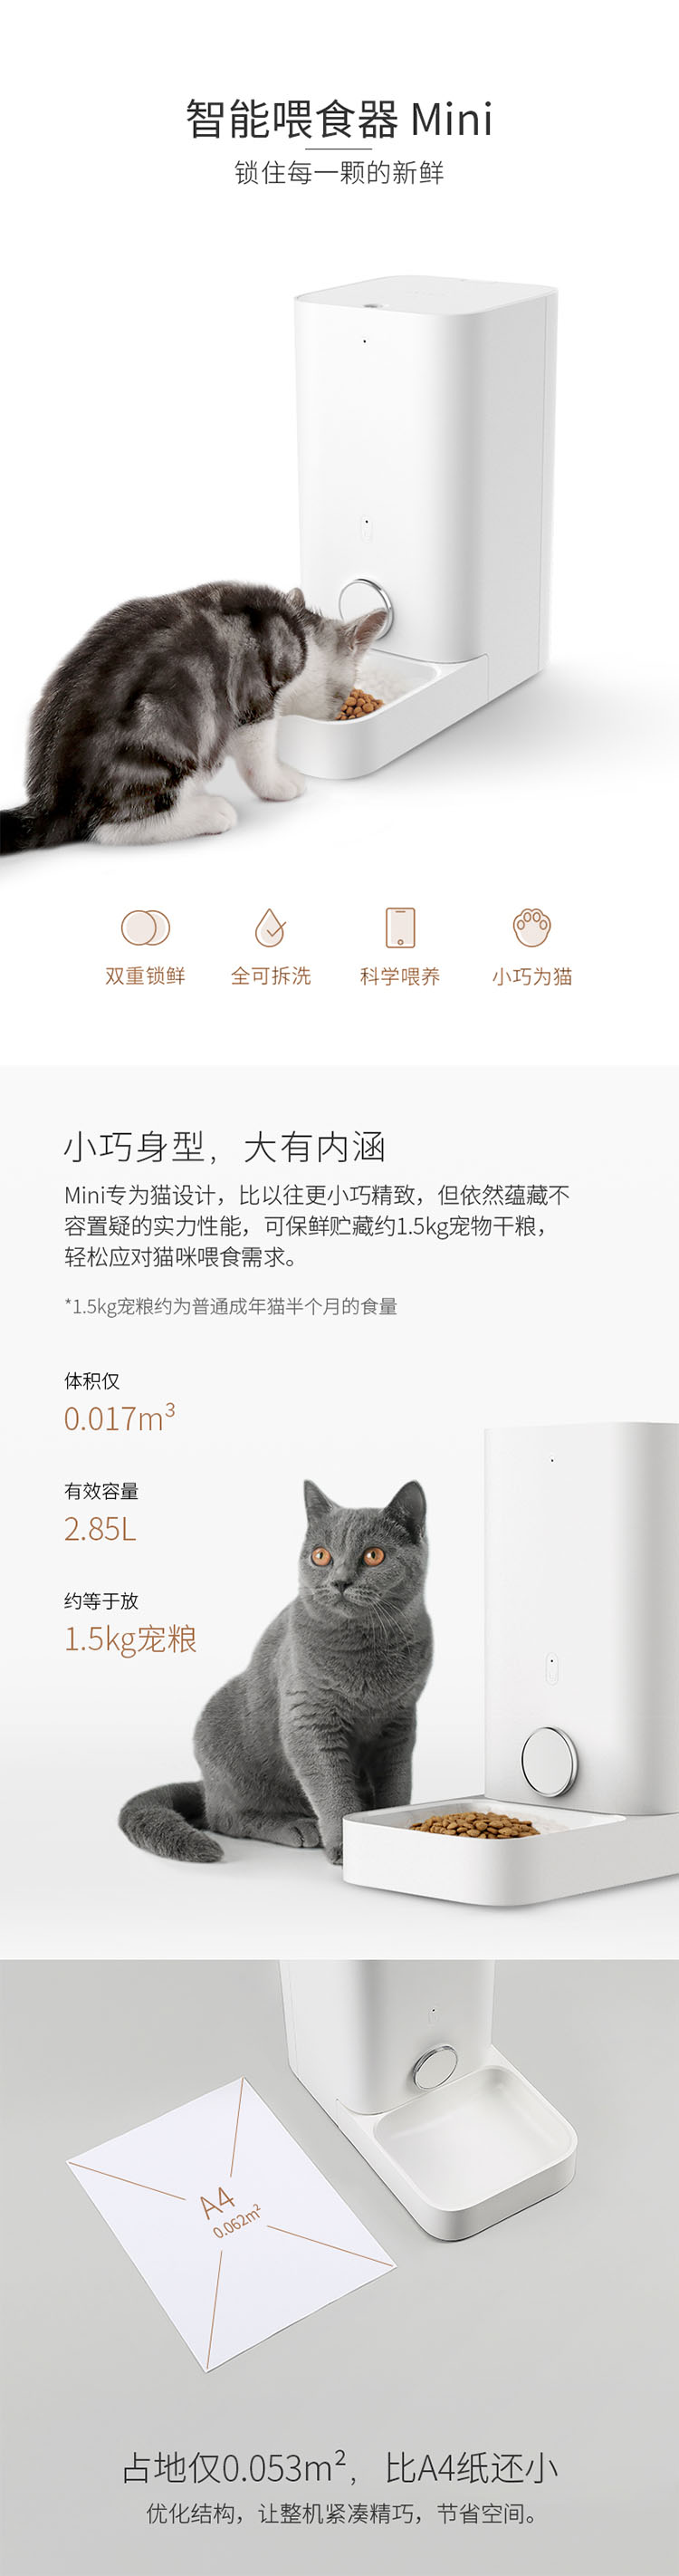 智能喂食器 Mini
锁住每一颗的新鲜
双重锁鲜
全可拆洗
科学喂养
小巧为猫
小巧身型，大有内涵
Mini专为猫设计，比以往更小巧精致，但依然蕴藏不
容置疑的实力性能，可保鲜贮藏约1.5kg宠物干粮，
轻松应对猫咪喂食需求。
*1.5kg宠粮约为普通成年猫半个月的食量
体积仅
0.017m³
有效容量
2.85L
约等于放
1.5kg宠粮
A4
0.062m²
占地仅0.053m²，比A4纸还小
优化结构，让整机紧凑精巧，节省空间。